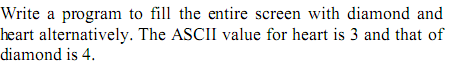 Write a program to fill the entire screen with diamond and
heart alternatively. The ASCII value for heart is 3 and that of
diamond is 4.